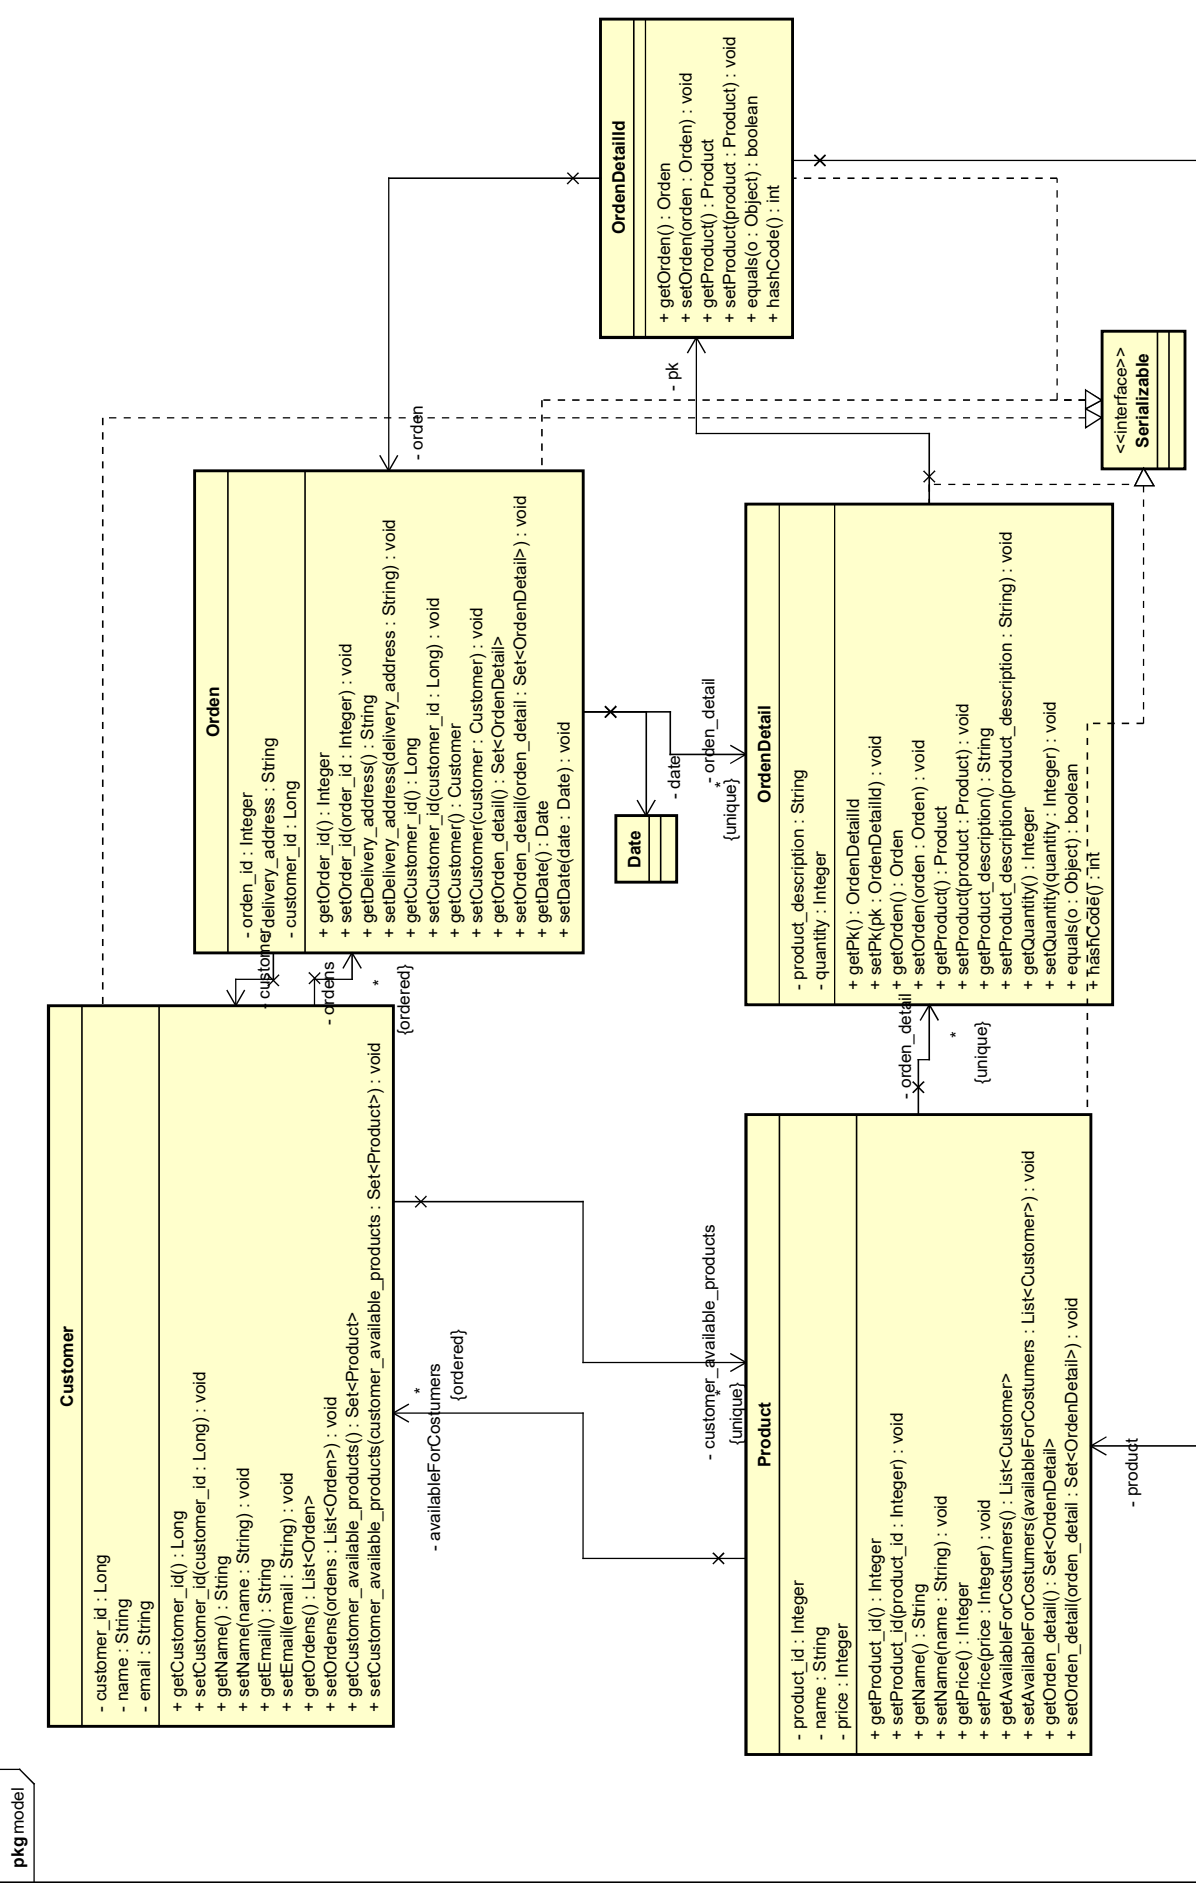 pkg model
Customer
- customer_id : Long
- name : String
- email : String
+ getCustomer_id() : Long
+ setCustomer_id(customer_id : Long) : void
+ getName() : String
+ setName(name : String) : void
+ getEmail() : String
+ setEmail(email : String) : void
+ getOrdens() : List<Orden>
+ setOrdens(ordens : List<Orden>) : void
+ getCustomer_available_products() : Set<Product>
+ setCustomer_available_products(customer_available_products : Set<Product>) : void
- customer
- ordens
*
{ordered}
Orden
- orden_id : Integer
- delivery_address : String
- customer_id : Long
+ getOrder_id() : Integer
+ setOrder_id(order_id : Integer) : void
+ getDelivery_address() : String
+ setDelivery_address(delivery_address : String) : void
+ getCustomer_id() : Long
+ setCustomer_id(customer_id : Long) : void
+ getCustomer() : Customer
+ setCustomer(customer : Customer) : void
+ getOrden_detail() : Set<OrdenDetail>
+ setOrden_detail(orden_detail : Set<OrdenDetail>) : void
+ getDate() : Date
+ setDate(date : Date) : void
- orden
OrdenDetailId
+ getOrden() : Orden
+ setOrden(orden : Orden) : void
+ getProduct() : Product
+ setProduct(product : Product) : void
+ equals(o : Object) : boolean
+ hashCode() : int
- availableForCostumers
*
{ordered}
- customer_available_products
*
{unique}
Date
- date
- orden_detail
*
{unique}
- pk
Product
- product_id : Integer
- name : String
- price : Integer
+ getProduct_id() : Integer
+ setProduct_id(product_id : Integer) : void
+ getName() : String
+ setName(name : String) : void
+ getPrice() : Integer
+ setPrice(price : Integer) : void
+ getAvailableForCostumers() : List<Customer>
+ setAvailableForCostumers(availableForCostumers : List<Customer>) : void
+ getOrden_detail() : Set<OrdenDetail>
+ setOrden_detail(orden_detail : Set<OrdenDetail>) : void
- orden_detail
*
{unique}
OrdenDetail
- product_description : String
- quantity : Integer
+ getPk() : OrdenDetailId
+ setPk(pk : OrdenDetailId) : void
+ getOrden() : Orden
+ setOrden(orden : Orden) : void
+ getProduct() : Product
+ setProduct(product : Product) : void
+ getProduct_description() : String
+ setProduct_description(product_description : String) : void
+ getQuantity() : Integer
+ setQuantity(quantity : Integer) : void
+ equals(o : Object) : boolean
+ hashCode() : int
<<interface>>
Serializable
- product